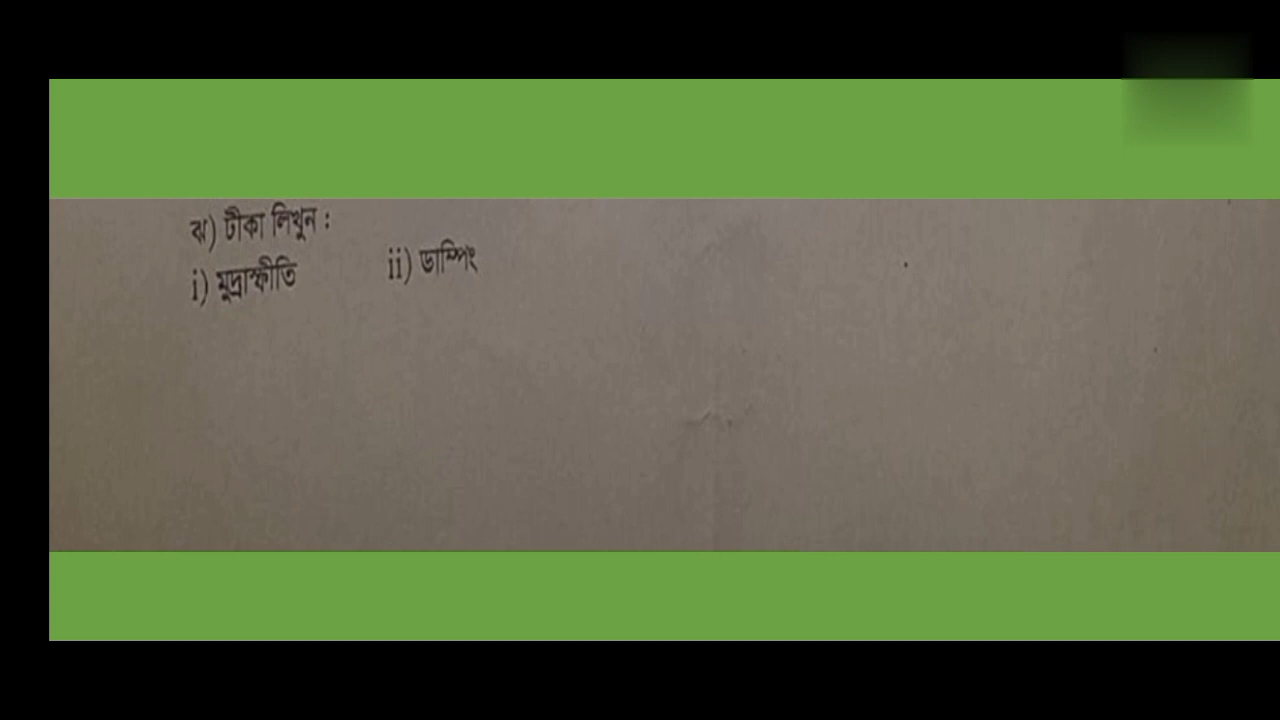 ঝ) টীকা লিখুন :
i) মুদ্রাস্ফীতি ii) ডাম্পিং